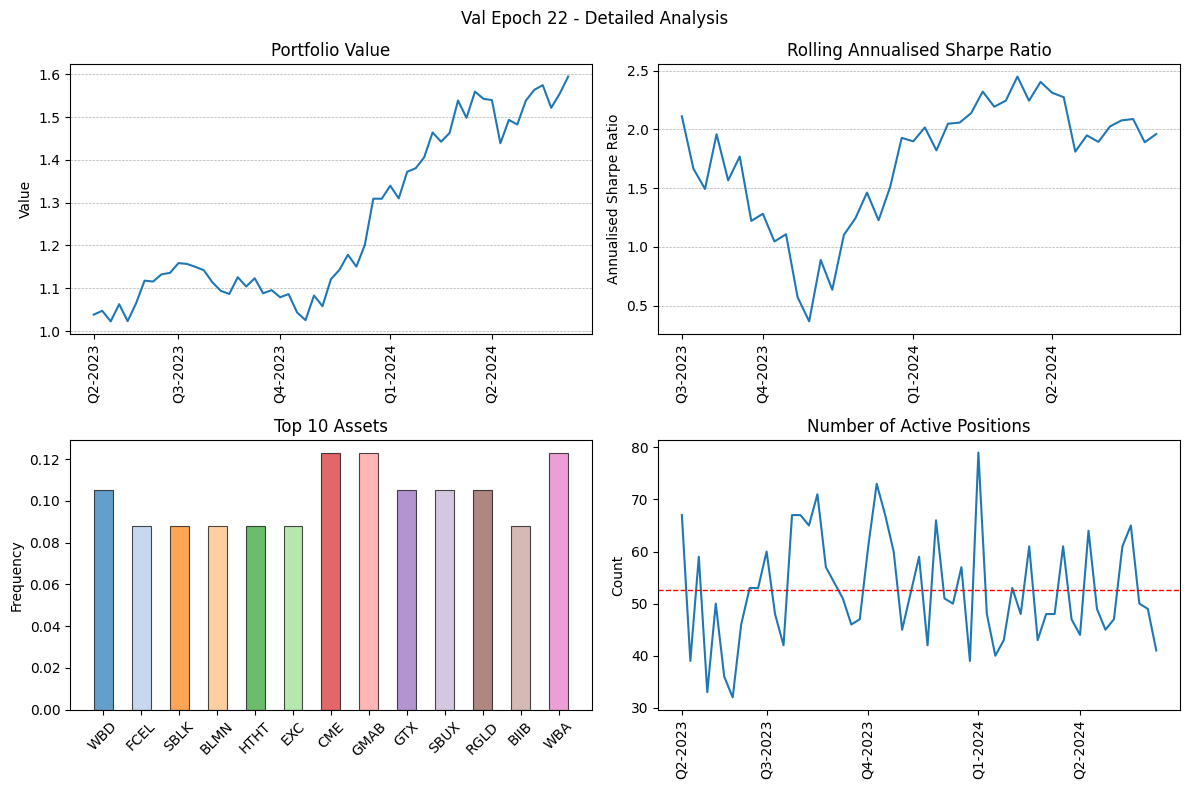 Val Epoch 22 - Detailed Analysis
Portfolio Value
Value
1.6
1.5
1.4
1.3
1.2
1.1
1.0
Q2-2023
Q3-2023
Q4-2023
Q1-2024
Q2-2024
Rolling Annualised Sharpe Ratio
Annualised Sharpe Ratio
2.5
2.0
1.5
1.0
0.5
Q3-2023
Q4-2023
Q1-2024
Q2-2024
Top 10 Assets
Frequency
0.12
0.10
0.08
0.06
0.04
0.02
0.00
WBD
FCEL
SBLK
BLMN
HTHT
EXC
CME
GMAB
GTX
SBUX
RGLD
BIIB
WBA
Number of Active Positions
Count
80
70
60
50
40
30
Q2-2023
Q3-2023
Q4-2023
Q1-2024
Q2-2024